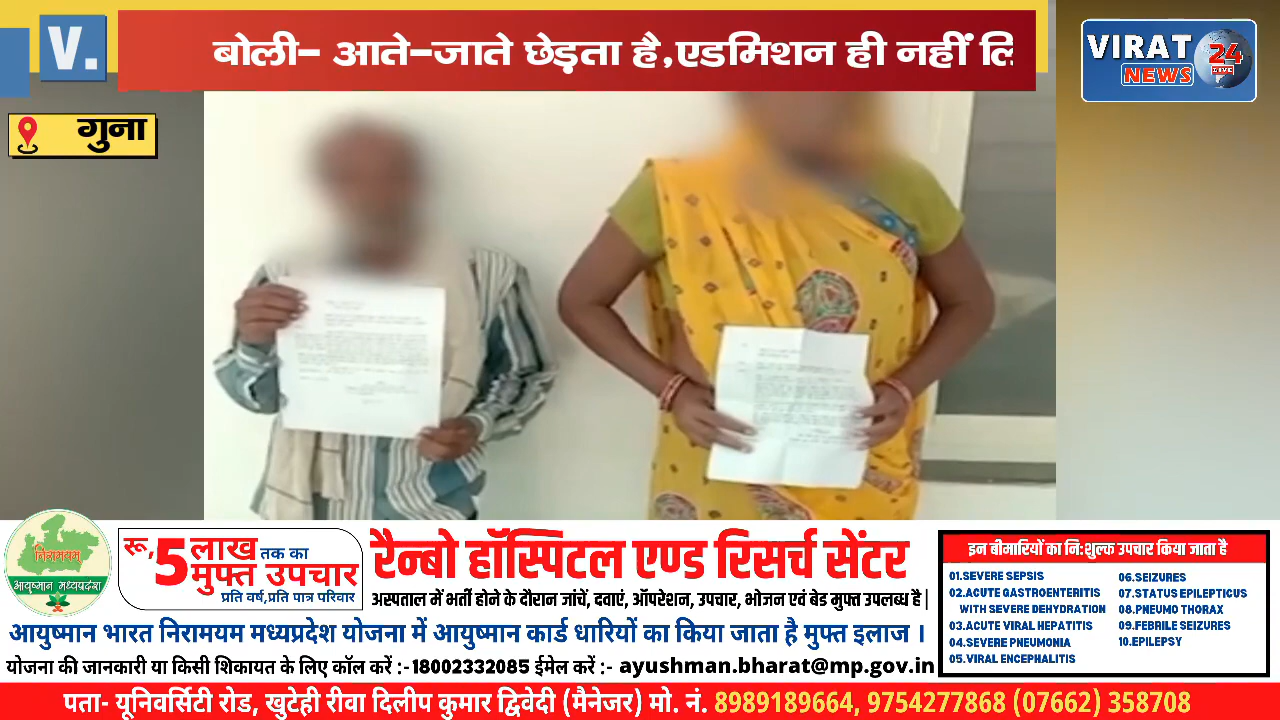 V.
बोली- आते-जाते छेड़ता है,एडमिशन ही नहीं
VIRAT
NEWS
24
LIVE
गुना
निरामयम्
आयुष्मान मध्यप्रदेश
रू.5 लाख तक का
मुफ्त उपचार
प्रति वर्ष,प्रति पात्र परिवार
रैन्बो हॉस्पिटल एण्ड रिसर्च सेंटर
अस्पताल में भर्ती होने के दौरान जांचें, दवाएं, ऑपरेशन, उपचार, भोजन एवं बेड मुफ्त उपलब्ध है|
आयुष्मान भारत निरामयम मध्यप्रदेश योजना में आयुष्मान कार्ड धारियों का किया जाता है मुफ्त इलाज ।
योजना की जानकारी या किसी शिकायत के लिए कॉल करें :-18002332085 ईमेल करें :- ayushman.bharat@mp.gov.in
इन बीमारियों का नि:शुल्क उपचार किया जाता है
01.SEVERE SEPSIS
02.ACUTE GASTROENTERITIS
WITH SEVERE DEHYDRATION
03.ACUTE VIRAL HEPATITIS
04.SEVERE PNEUMONIA
05.VIRAL ENCEPHALITIS
06.SEIZURES
07.STATUS EPILEPTICUS
08.PNEUMO THORAX
09.FEBRILE SEIZURES
10.EPILEPSY
पता- यूनिवर्सिटी रोड, खुटेही रीवा दिलीप कुमार द्विवेदी (मैनेजर) मो. नं. 8989189664, 9754277868 (07662) 358708